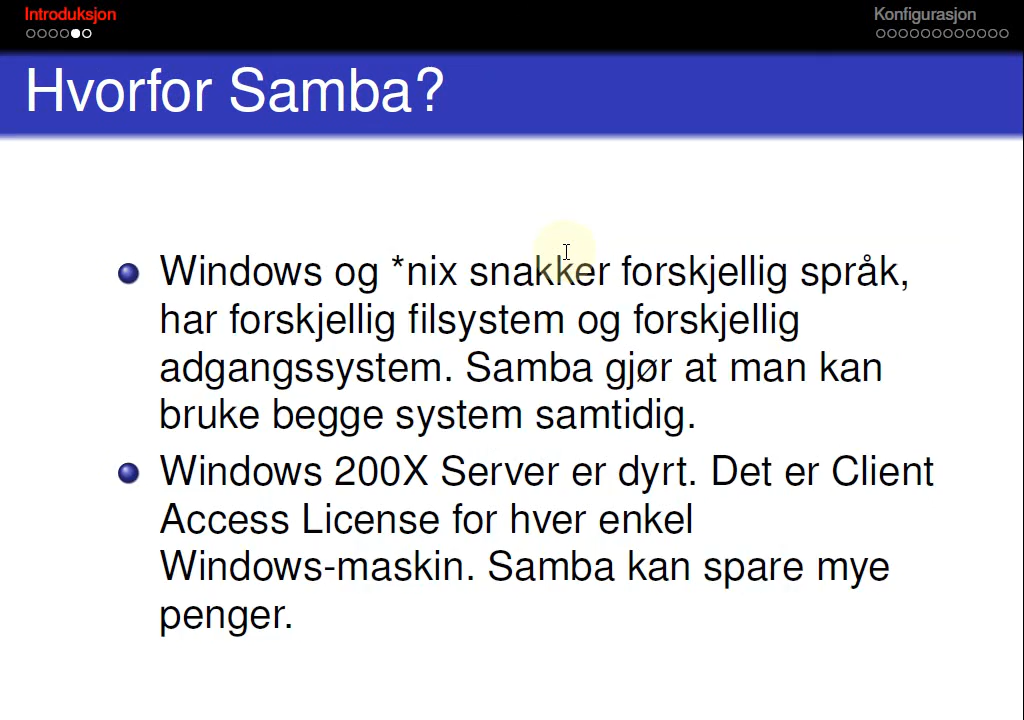 Introduksjon
Konfigurasjon
Hvorfor Samba?
Windows og *nix snakker forskjellig språk,
har forskjellig filsystem og forskjellig
adgangssystem. Samba gjør at man kan
bruke begge system samtidig.
Windows 200X Server er dyrt. Det er Client
Access License for hver enkel
Windows-maskin. Samba kan spare mye
penger.